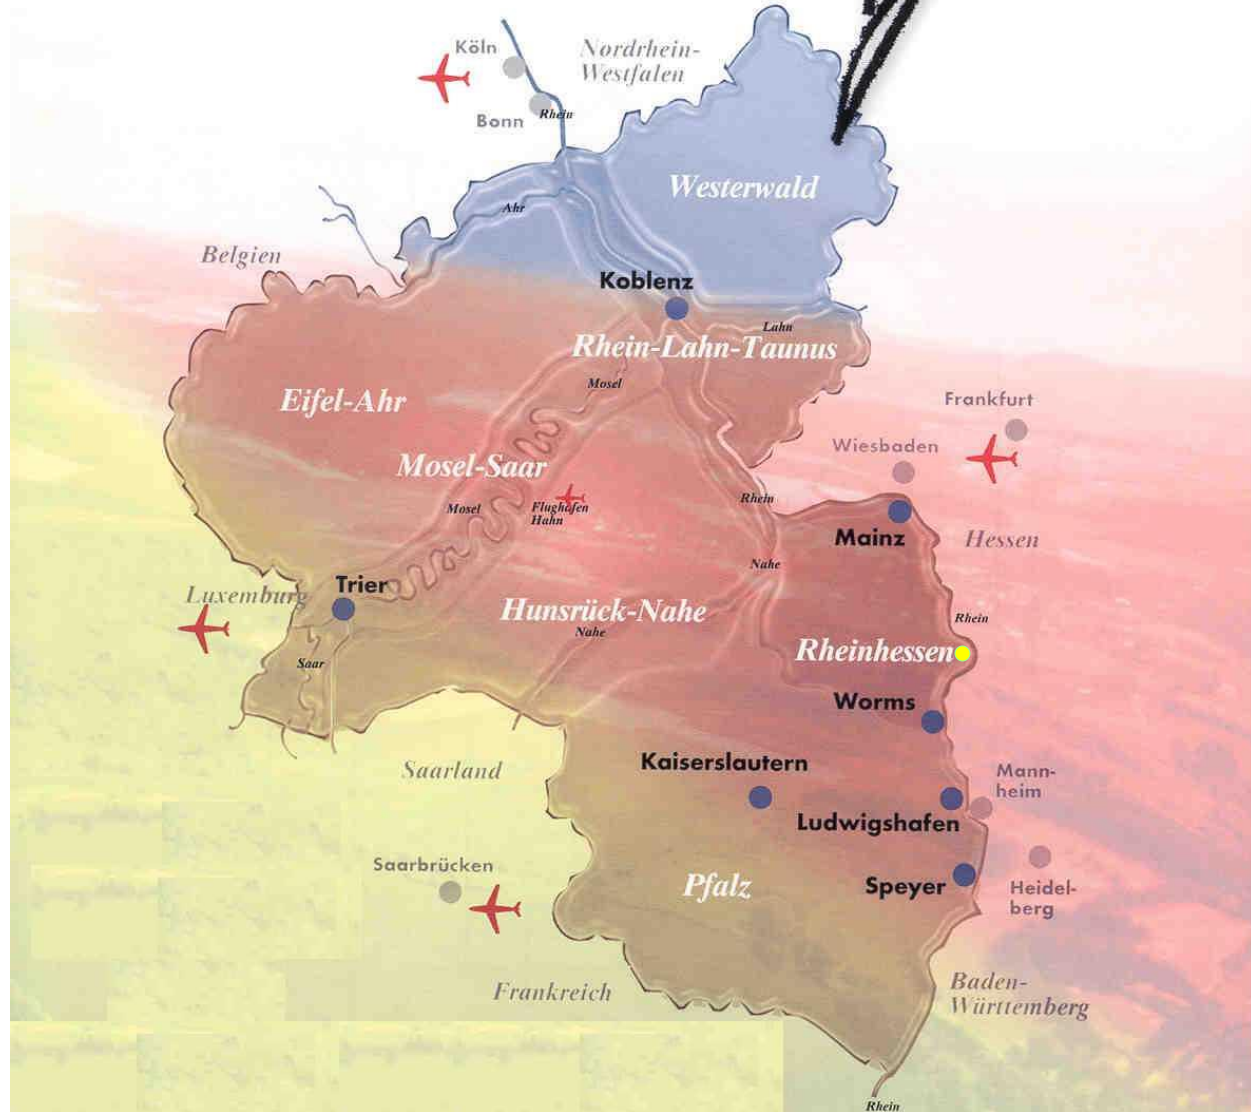 Köln
Nordrhein-
Westfalen
Bonn
Rhein
Westerwald
Ahr
Belgien
Koblenz
Lahn
Rhein-Lahn-Taunus
Mosel
Eifel-Ahr
Frankfurt
Wiesbaden
Mosel-Saar
Rhein
Mosel
Flughafen
Hahn
Mainz
Hessen
Nahe
Trier
Luxemburg
Hunsrück-Nahe
Rhein
Nahe
Rheinhessen
Saar
Worms
Saarland
Kaiserslautern
Mann-
heim
Ludwigshafen
Saarbrücken
Pfalz
Speyer
Heidel-
berg
Frankreich
Baden-
Württemberg
Rhein